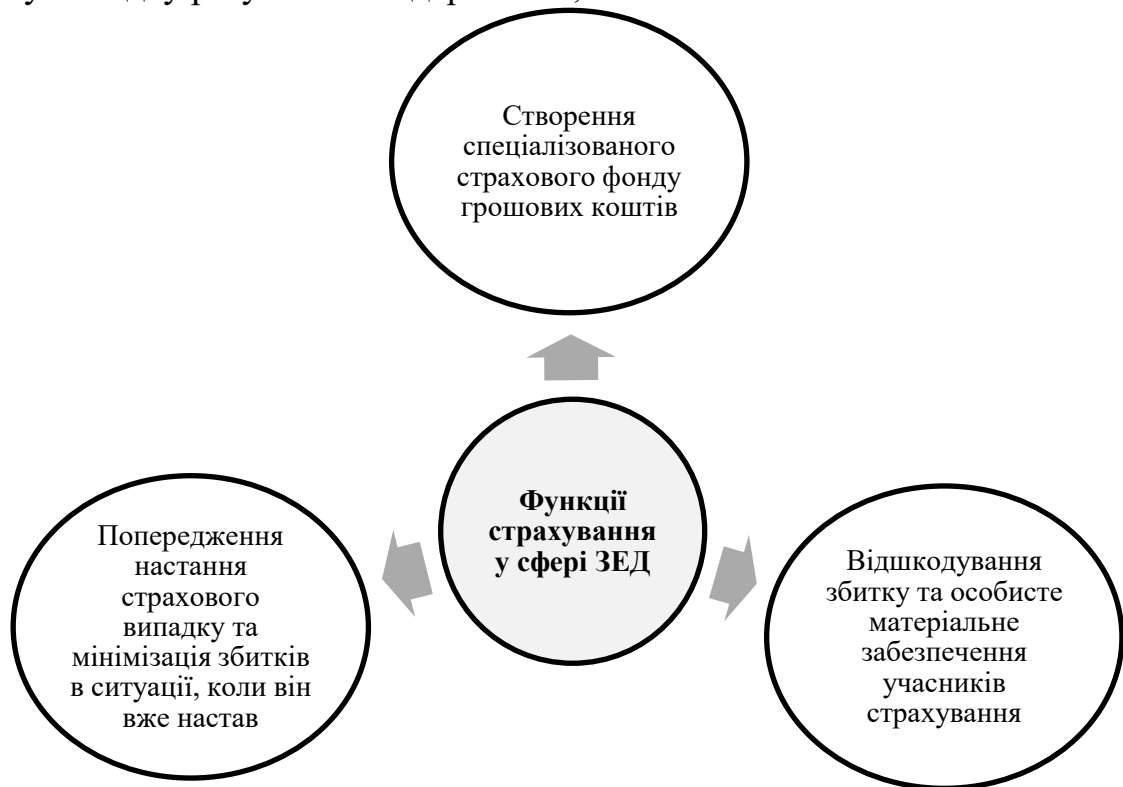 Створення
спеціалізованого
страхового фонду
грошових коштів
Функції
страхування
у сфері ЗЕД
Попередження
настання
страхового
випадку та
мінімізація збитків
в ситуації, коли він
вже настав
Відшкодування
збитку та особисте
матеріальне
забезпечення
учасників
страхування